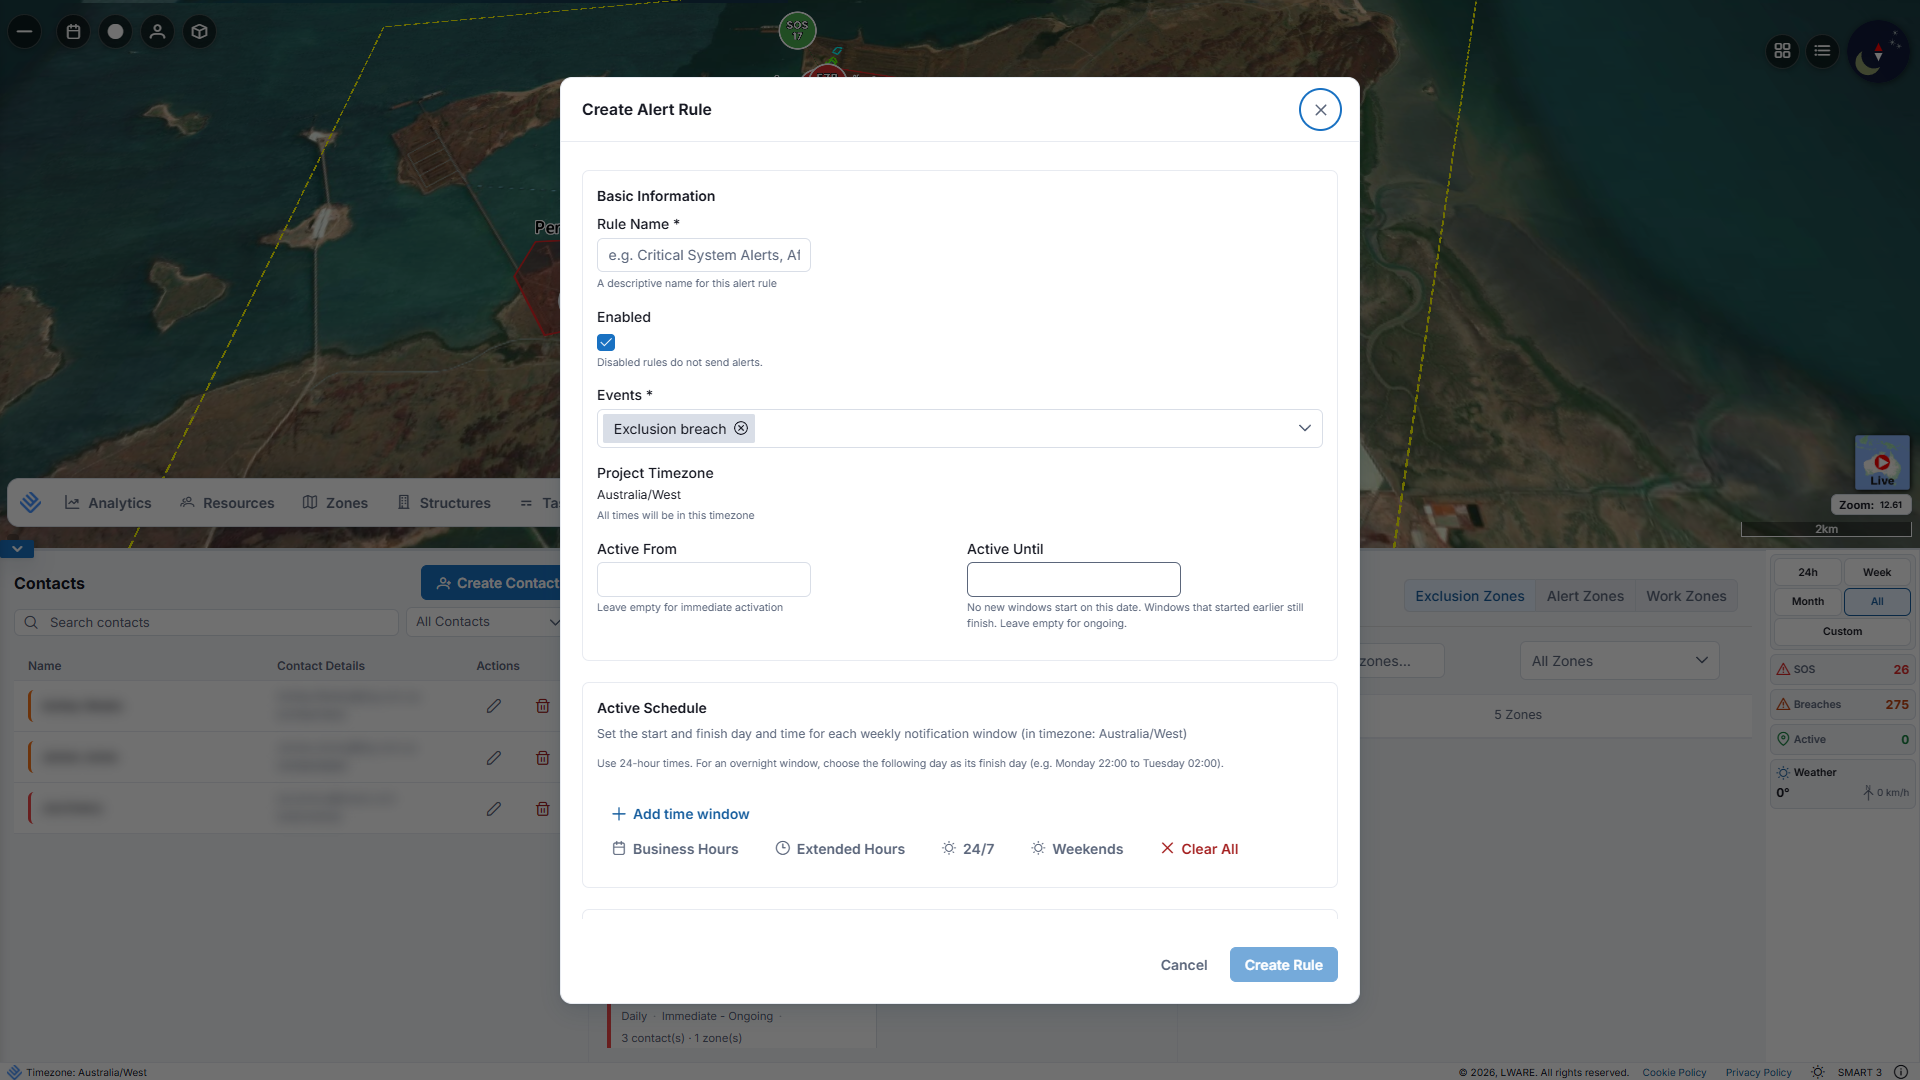 SOS
17
Create Alert Rule
Basic Information
Rule Name *
e.g. Critical System Alerts, Af
A descriptive name for this alert rule
Enabled
Disabled rules do not send alerts.
Events *
Exclusion breach
Project Timezone
Australia/West
All times will be in this timezone
Active From
Leave empty for immediate activation
Active Until
No new windows start on this date. Windows that started earlier still
finish. Leave empty for ongoing.
Active Schedule
Set the start and finish day and time for each weekly notification window (in timezone: Australia/West)
Use 24-hour times. For an overnight window, choose the following day as its finish day (e.g. Monday 22:00 to Tuesday 02:00).
Add time window
Business Hours
Extended Hours
24/7
Weekends
Clear All
Cancel
Create Rule
Per
Analytics
Resources
Zones
Structures
Ta
Live
Zoom: 12.61
2km
Contacts
Create Contact
Search contacts
All Contacts
Name
Contact Details
Actions
Exclusion Zones
Alert Zones
Work Zones
zones...
All Zones
5 Zones
24h
Week
Month
All
Custom
SOS
26
Breaches
275
Active
0
Weather
0°
0 km/h
Daily · Immediate - Ongoing ·
3 contact(s) · 1 zone(s)
Timezone: Australia/West
© 2026, LWARE. All rights reserved.
Cookie Policy
Privacy Policy
SMART 3